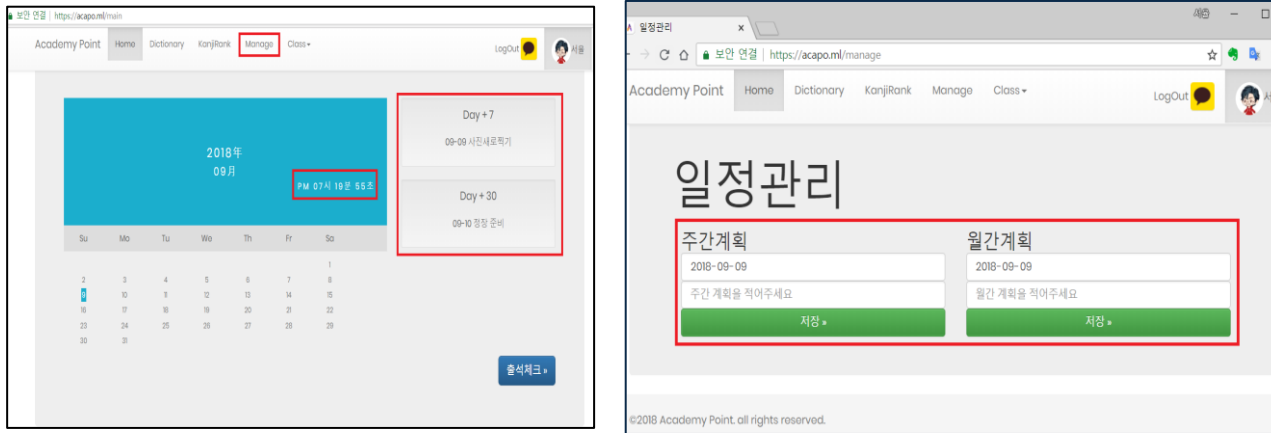 보안 연결 | https://acapo.ml/main
Academy Point Home Dictionary KanjiRank Manage Class LogOut 서울
2018年
09月
PM 07시 19분 55초
Su Mo Tu We Th Fr Sa
1
2 3 4 5 6 7 8
9 10 11 12 13 14 15
16 17 18 19 20 21 22
23 24 25 26 27 28 29
30 31
Day + 7
09-09 사진새로찍기
Day + 30
09-10 정장 준비
출석체크 »
일정관리
보안 연결 | https://acapo.ml/manage
Academy Point Home Dictionary KanjiRank Manage Class LogOut
일정관리
주간계획 월간계획
2018-09-09 2018-09-09
주간 계획을 적어주세요 월간 계획을 적어주세요
저장 » 저장 »
©2018 Academy Point. all rights reserved.